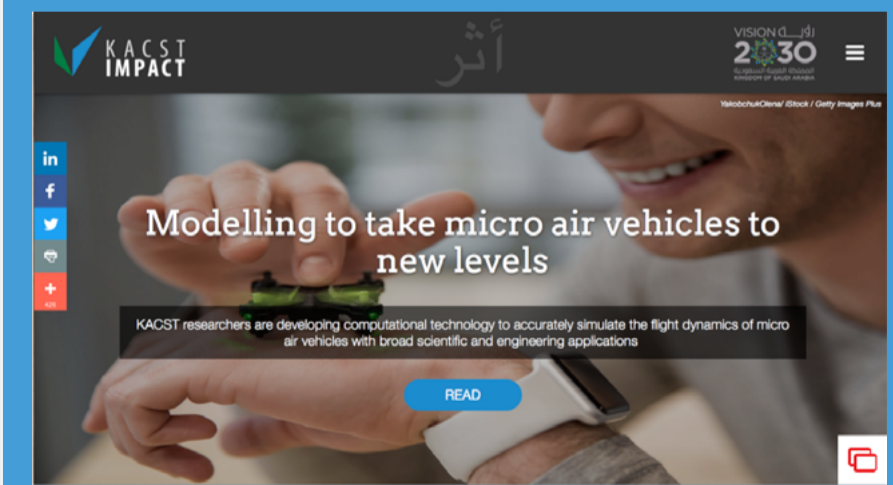 KACST
IMPACT
أثر
VISION رؤيــة
2030
المملكة العربية السعودية
KINGDOM OF SAUDI ARABIA
YakobchukOlena/ iStock / Getty Images Plus
in
f
Modelling to take micro air vehicles to
new levels
KACST researchers are developing computational technology to accurately simulate the flight dynamics of micro
air vehicles with broad scientific and engineering applications
READ